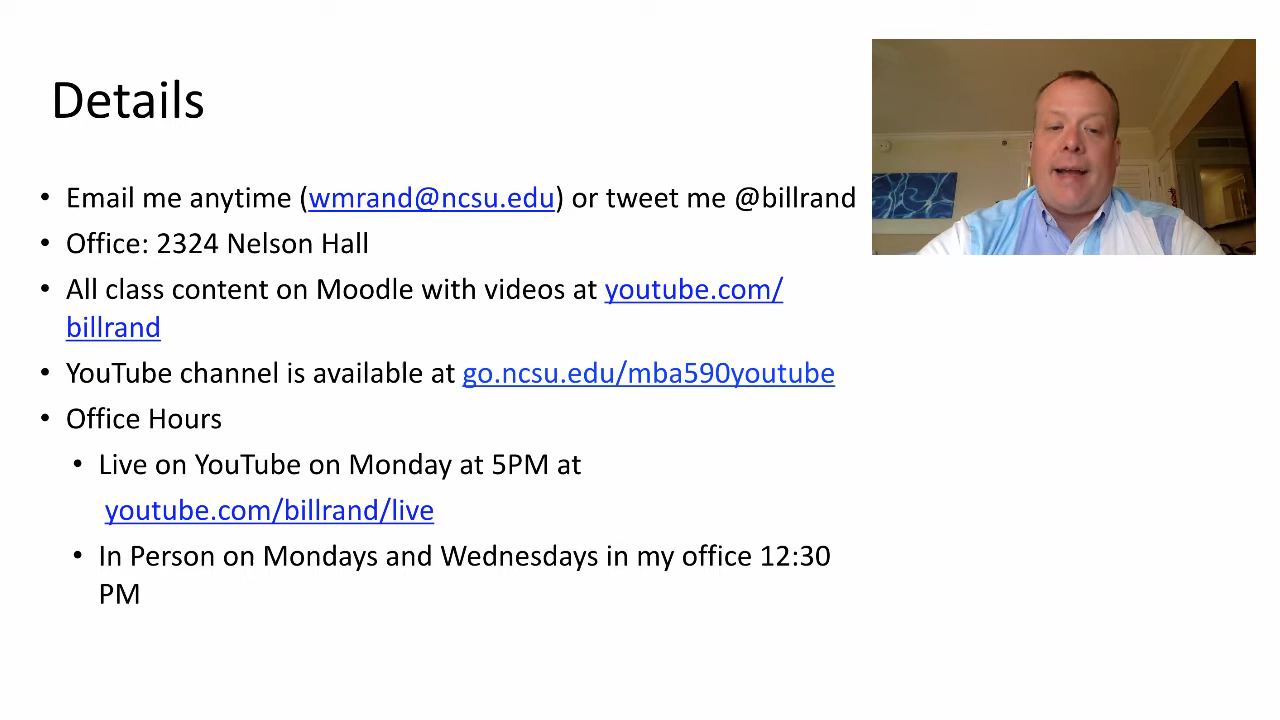 Details
• Email me anytime (wmrand@ncsu.edu) or tweet me @billrand
• Office: 2324 Nelson Hall
• All class content on Moodle with videos at youtube.com/
billrand
• YouTube channel is available at go.ncsu.edu/mba590youtube
• Office Hours
• Live on YouTube on Monday at 5PM at
youtube.com/billrand/live
• In Person on Mondays and Wednesdays in my office 12:30
PM